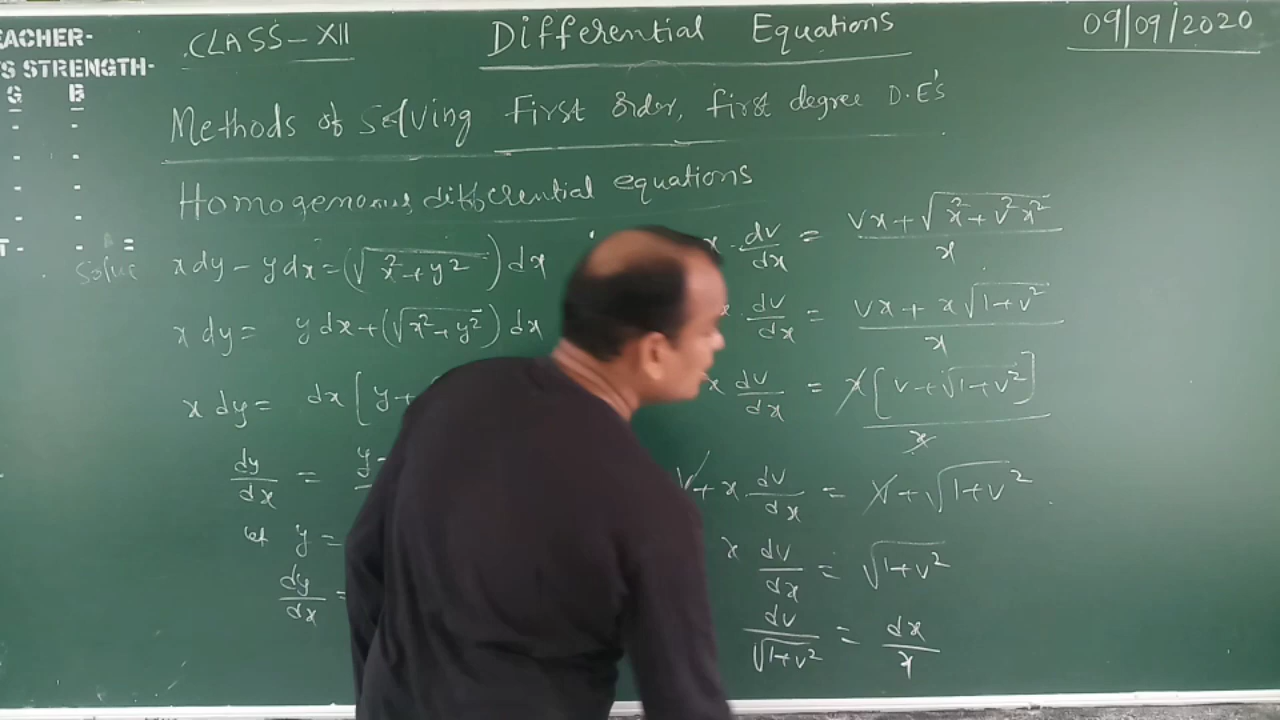 EACHER-
'S STRENGTH-
G B
T- =
CLASS-XII
Differential Equations
09/09/2020
Methods of solving First order, first degree D.E's
Homogenous differential equations
Solve xdy - ydx = (√x²+y²) dx
x dy = y dx + (√x²+y²) dx
x dy = dx [y+
dy/dx = y
let y =
dy/dx =
x. dv/dx = vx + √x²+v²x² / x
x. dv/dx = vx + x√1+v² / x
x dv/dx = x[v+√1+v²] / x
v + x. dv/dx = v + √1+v²
x dv/dx = √1+v²
dv/√1+v² = dx/x